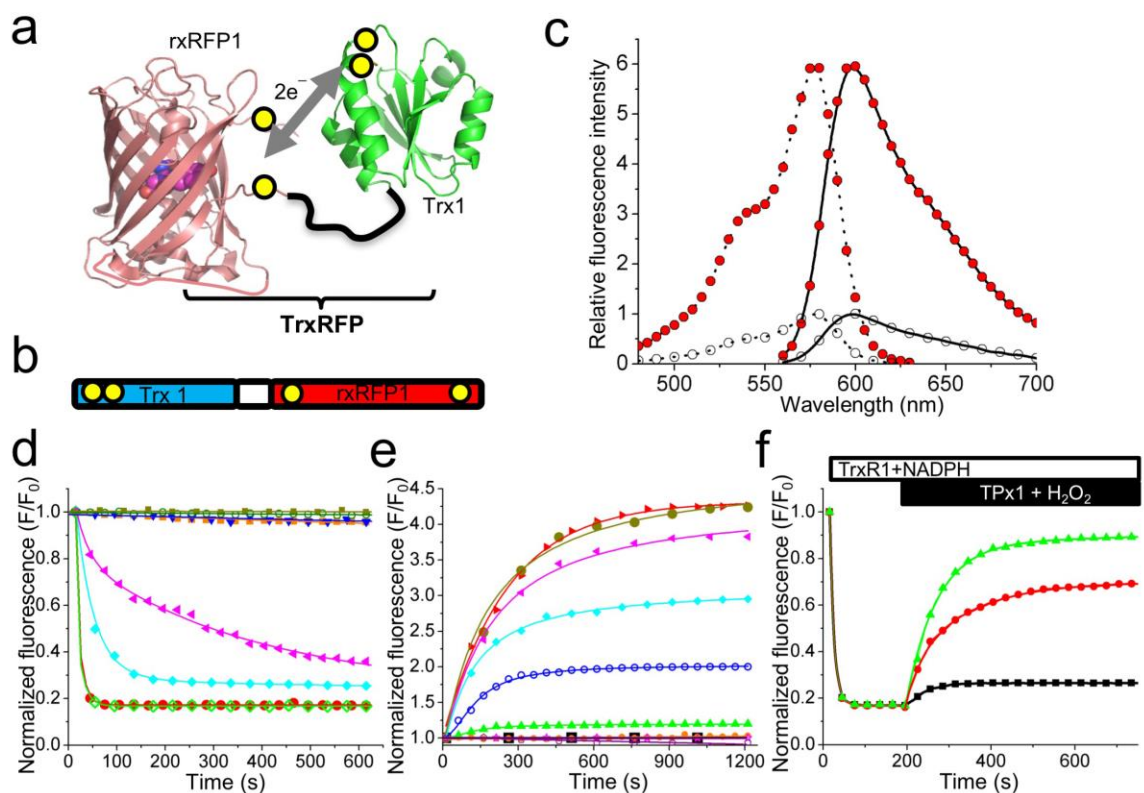 a
rxRFP1
2e⁻
Trx1
TrxRFP
b
Trx 1
rxRFP1
c
Relative fluorescence intensity
6
5
4
3
2
1
0
500 550 600 650 700
Wavelength (nm)
d
Normalized fluorescence (F/F₀)
1.0
0.8
0.6
0.4
0.2
0.0
0 100 200 300 400 500 600
Time (s)
e
Normalized fluorescence (F/F₀)
4.5
4.0
3.5
3.0
2.5
2.0
1.5
1.0
0 300 600 900 1200
Time (s)
f
TrxR1+NADPH
TPx1 + H₂O₂
Normalized fluorescence (F/F₀)
1.0
0.8
0.6
0.4
0.2
0.0
0 200 400 600
Time (s)